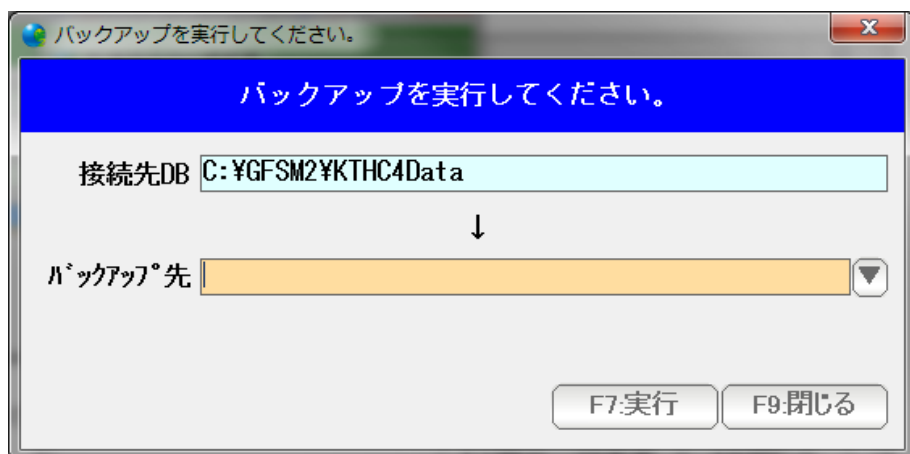 バックアップを実行してください。
バックアップを実行してください。
接続先DB C:¥GFSM2¥KTHC4Data
↓
ﾊﾞｯｸｱｯﾌﾟ先
F7:実行 F9:閉じる